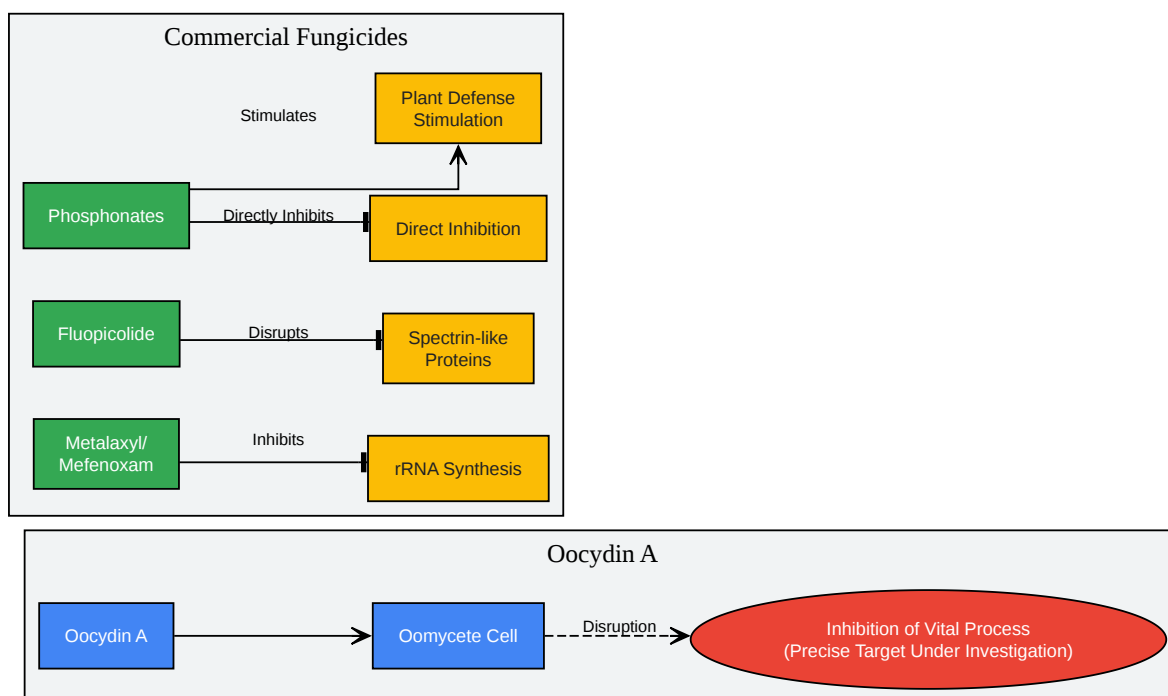 Commercial Fungicides
Plant Defense
Stimulation
Stimulates
Phosphonates
Directly Inhibits
Direct Inhibition
Fluopicolide
Disrupts
Spectrin-like
Proteins
Metalaxyl/
Mefenoxam
Inhibits
rRNA Synthesis
Oocydin A
Oocydin A
Oomycete Cell
Disruption
Inhibition of Vital Process
(Precise Target Under Investigation)